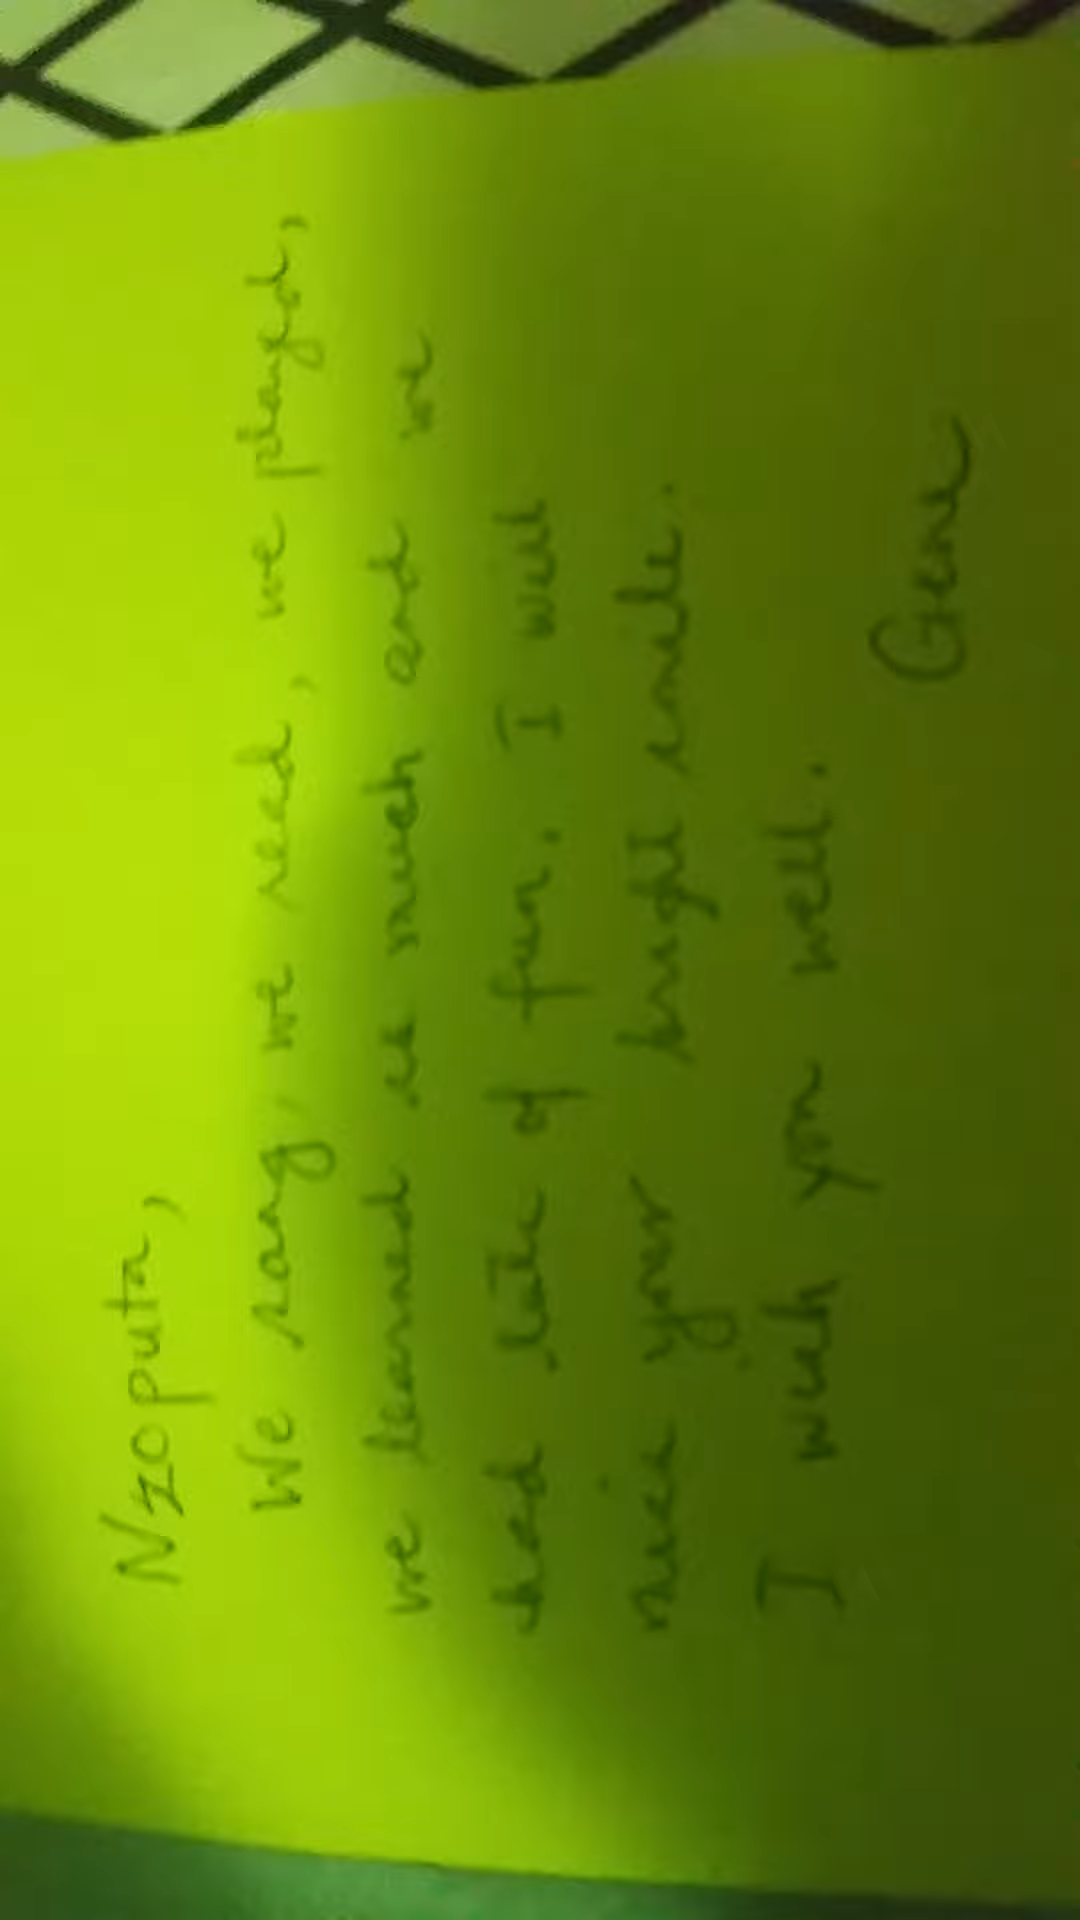 Nzoputa,
We sang, we read, we played,
we learned so much and we
had lots of fun. I will
miss your bright smile.
I wish you well.
Gene